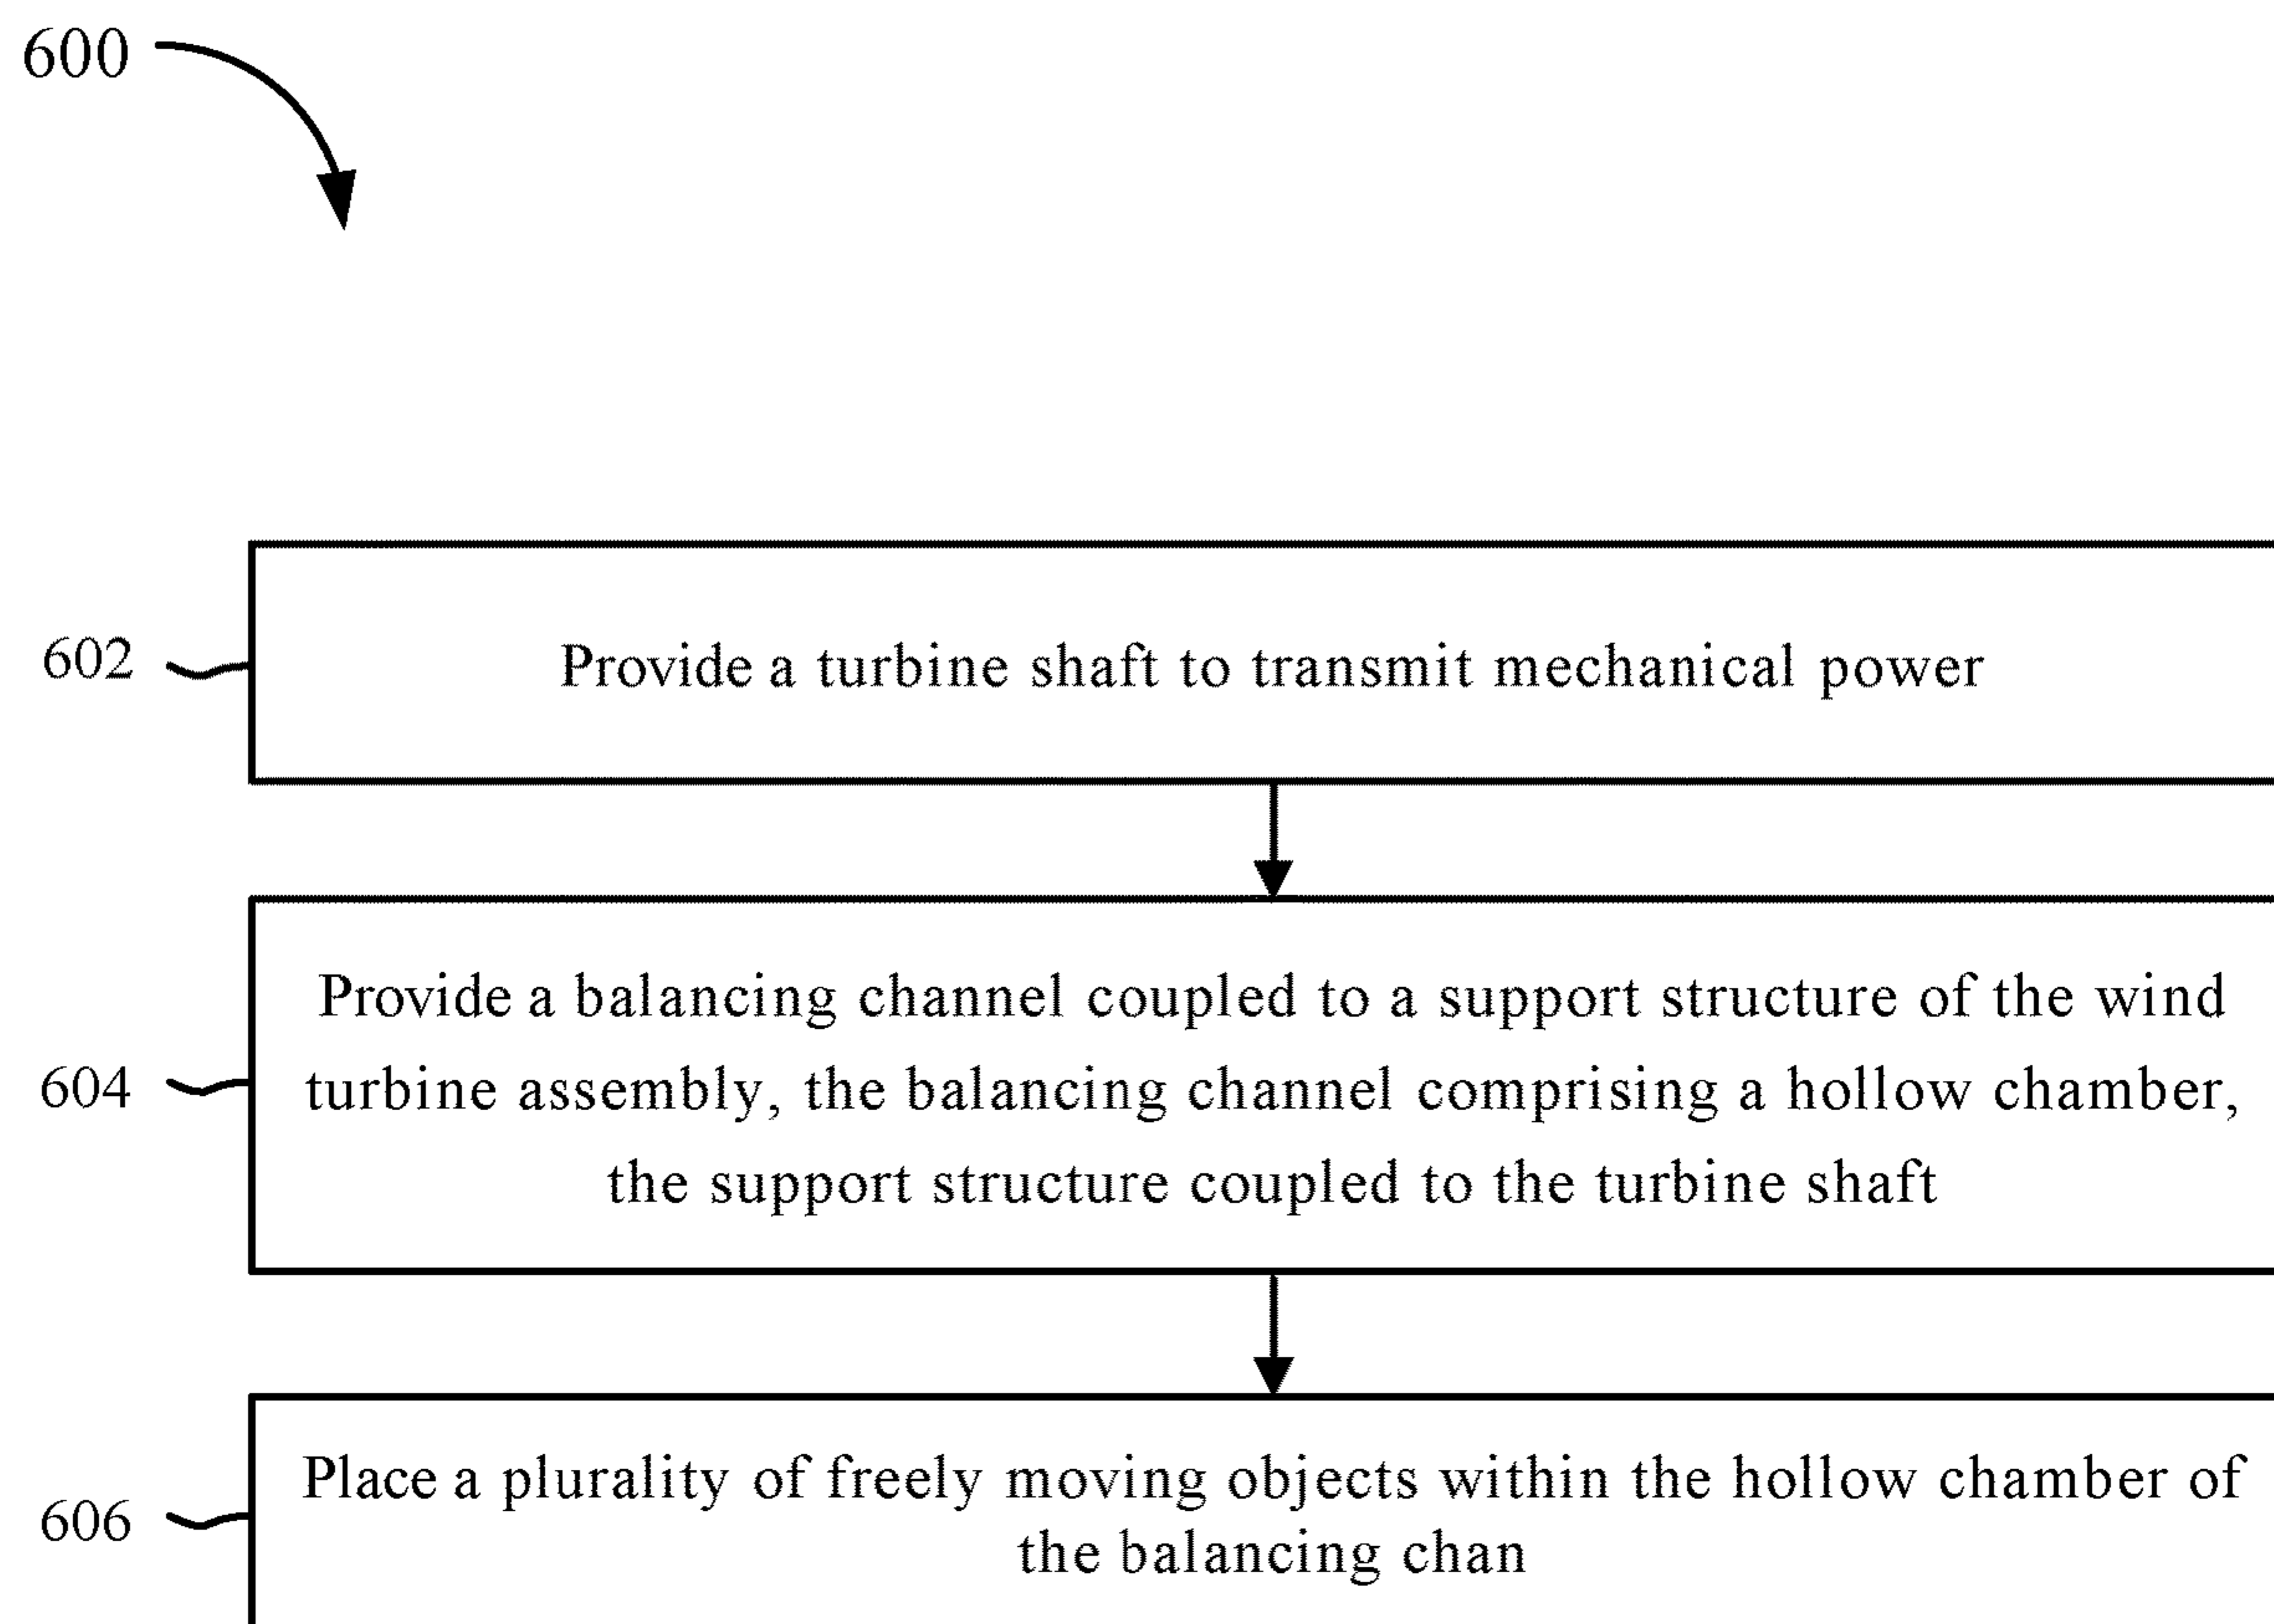 600
602
Provide a turbine shaft to transmit mechanical power
604
Provide a balancing channel coupled to a support structure of the wind
turbine assembly, the balancing channel comprising a hollow chamber,
the support structure coupled to the turbine shaft
606
Place a plurality of freely moving objects within the hollow chamber of
the balancing chan